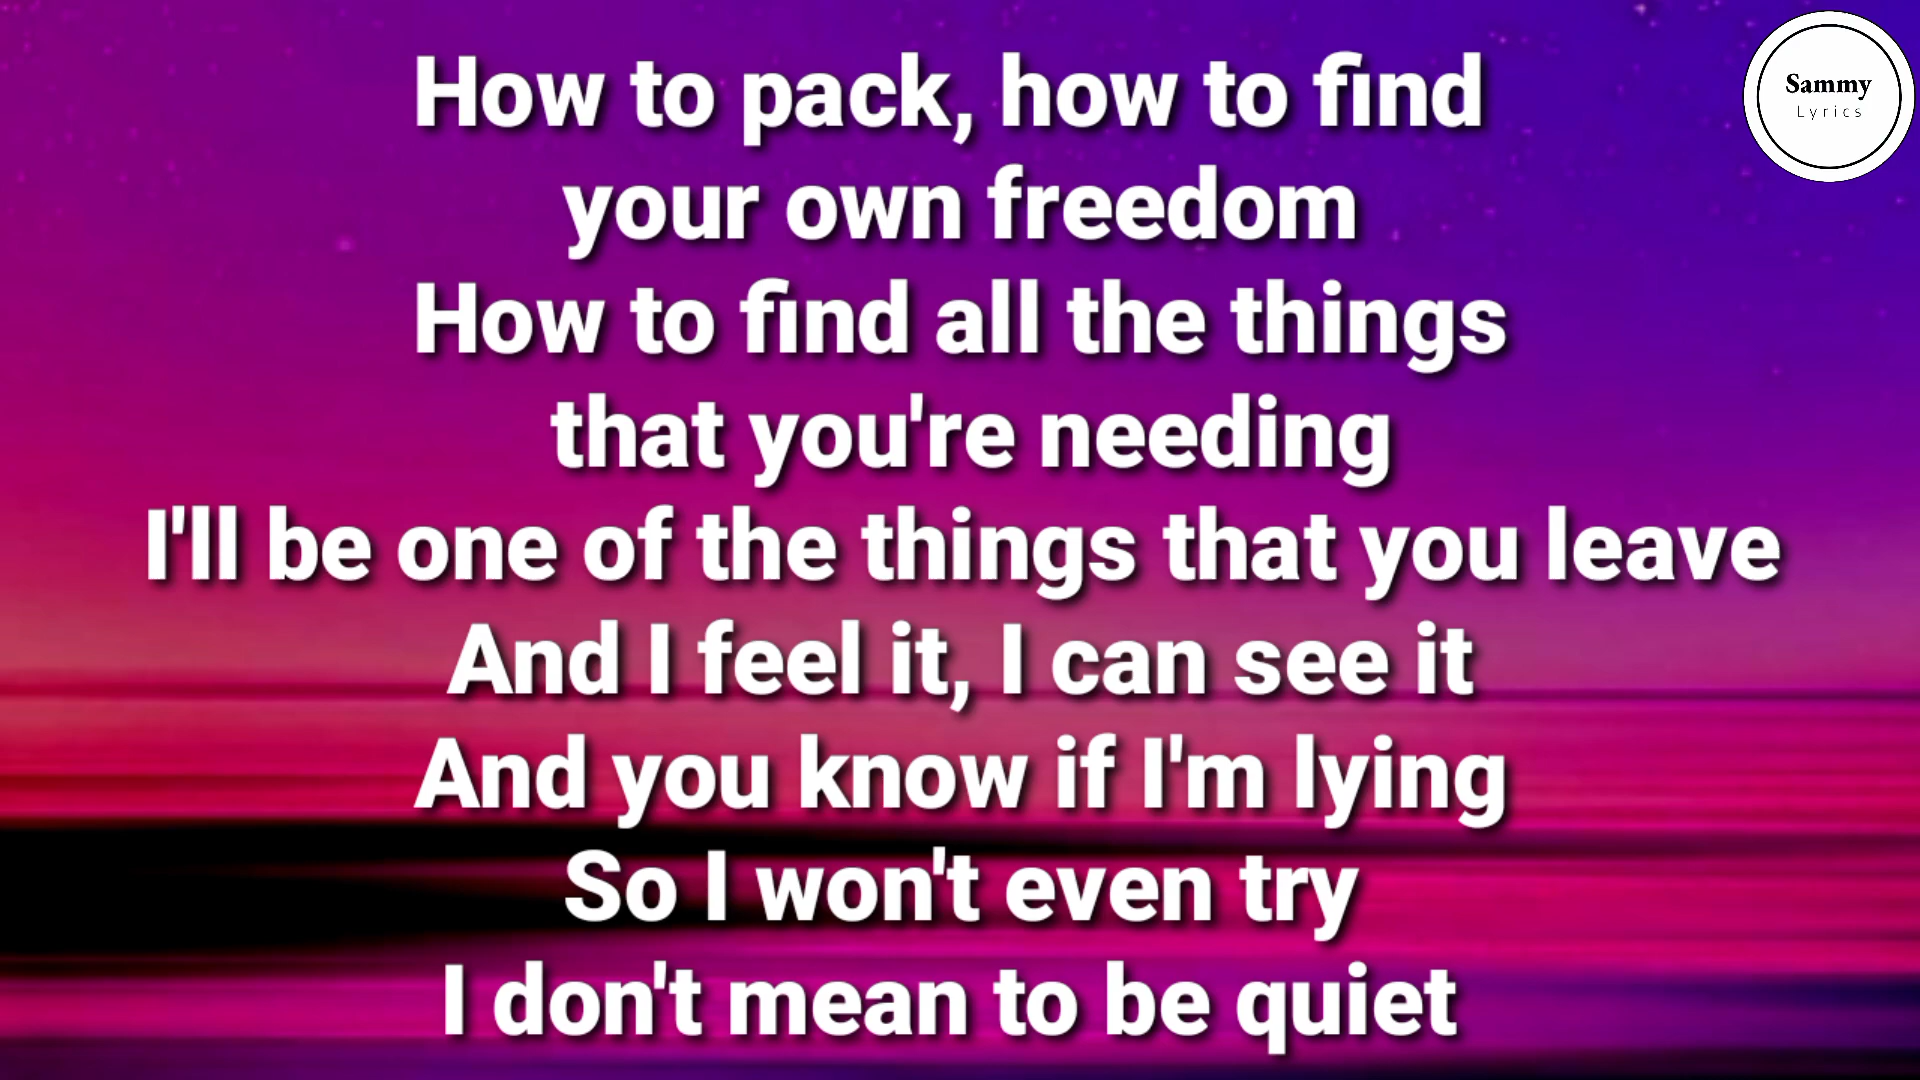 How to pack, how to find
your own freedom
How to find all the things
that you're needing
I'll be one of the things that you leave
And I feel it, I can see it
And you know if I'm lying
So I won't even try
I don't mean to be quiet
Sammy
Lyrics